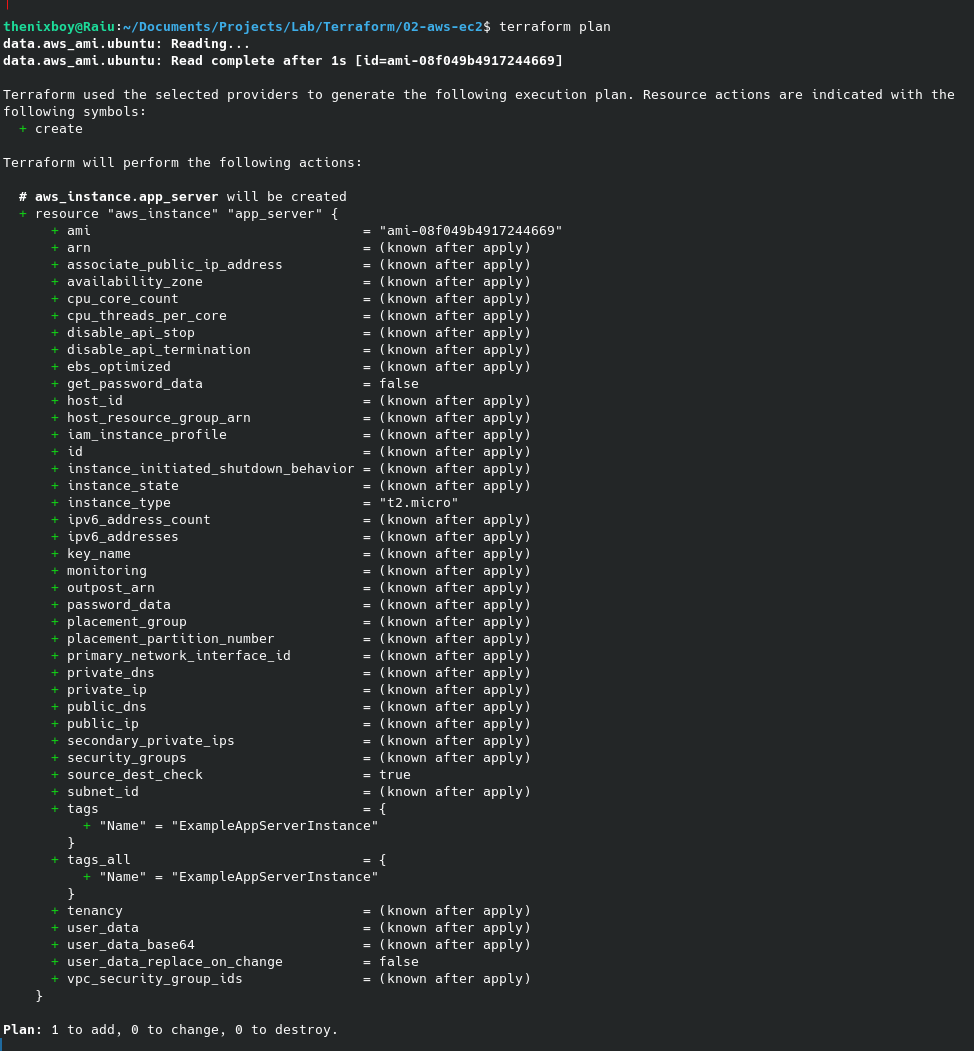 thenixboy@Raiu:~/Documents/Projects/Lab/Terraform/02-aws-ec2$ terraform plan
data.aws_ami.ubuntu: Reading...
data.aws_ami.ubuntu: Read complete after 1s [id=ami-08f049b4917244669]

Terraform used the selected providers to generate the following execution plan. Resource actions are indicated with the
following symbols:
  + create

Terraform will perform the following actions:

  # aws_instance.app_server will be created
  + resource "aws_instance" "app_server" {
      + ami                                  = "ami-08f049b4917244669"
      + arn                                  = (known after apply)
      + associate_public_ip_address          = (known after apply)
      + availability_zone                    = (known after apply)
      + cpu_core_count                       = (known after apply)
      + cpu_threads_per_core                 = (known after apply)
      + disable_api_stop                     = (known after apply)
      + disable_api_termination              = (known after apply)
      + ebs_optimized                        = (known after apply)
      + get_password_data                    = false
      + host_id                              = (known after apply)
      + host_resource_group_arn              = (known after apply)
      + iam_instance_profile                 = (known after apply)
      + id                                   = (known after apply)
      + instance_initiated_shutdown_behavior = (known after apply)
      + instance_state                       = (known after apply)
      + instance_type                        = "t2.micro"
      + ipv6_address_count                   = (known after apply)
      + ipv6_addresses                       = (known after apply)
      + key_name                             = (known after apply)
      + monitoring                           = (known after apply)
      + outpost_arn                          = (known after apply)
      + password_data                        = (known after apply)
      + placement_group                      = (known after apply)
      + placement_partition_number           = (known after apply)
      + primary_network_interface_id         = (known after apply)
      + private_dns                          = (known after apply)
      + private_ip                           = (known after apply)
      + public_dns                           = (known after apply)
      + public_ip                            = (known after apply)
      + secondary_private_ips                = (known after apply)
      + security_groups                      = (known after apply)
      + source_dest_check                    = true
      + subnet_id                            = (known after apply)
      + tags                                 = {
          + "Name" = "ExampleAppServerInstance"
        }
      + tags_all                             = {
          + "Name" = "ExampleAppServerInstance"
        }
      + tenancy                              = (known after apply)
      + user_data                            = (known after apply)
      + user_data_base64                     = (known after apply)
      + user_data_replace_on_change          = false
      + vpc_security_group_ids               = (known after apply)
    }

Plan: 1 to add, 0 to change, 0 to destroy.